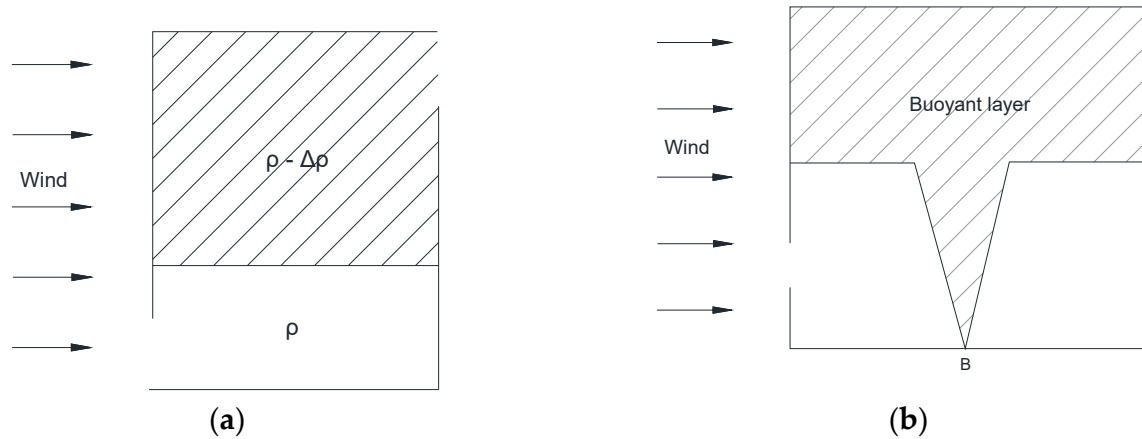 Wind
ρ - Δρ
ρ
(a)
Wind
Buoyant layer
B
(b)